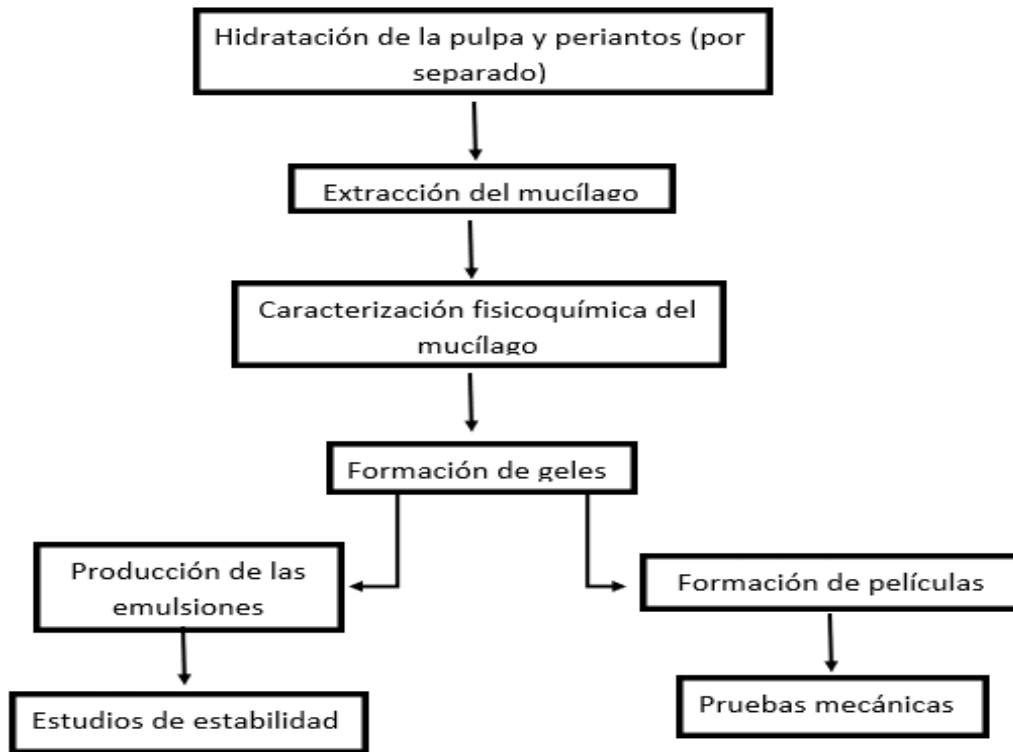 Hidratación de la pulpa y periantos (por
separado)
Extracción del mucílago
Caracterización fisicoquímica del
mucílago
Formación de geles
Producción de las
emulsiones
Formación de películas
Estudios de estabilidad
Pruebas mecánicas